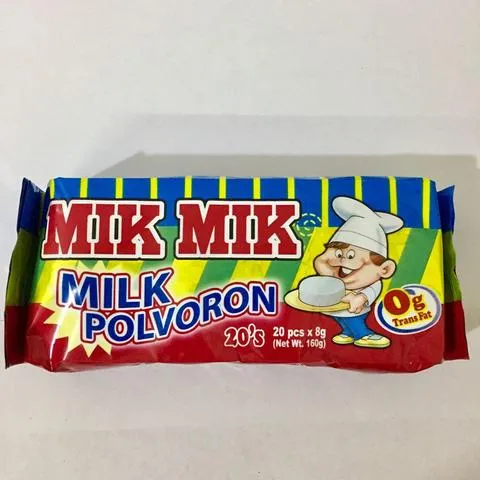 MIK MIK
MILK
POLVORON
20's
20 pcs x 8g
(Net Wt. 160g)
0g
Trans Fat